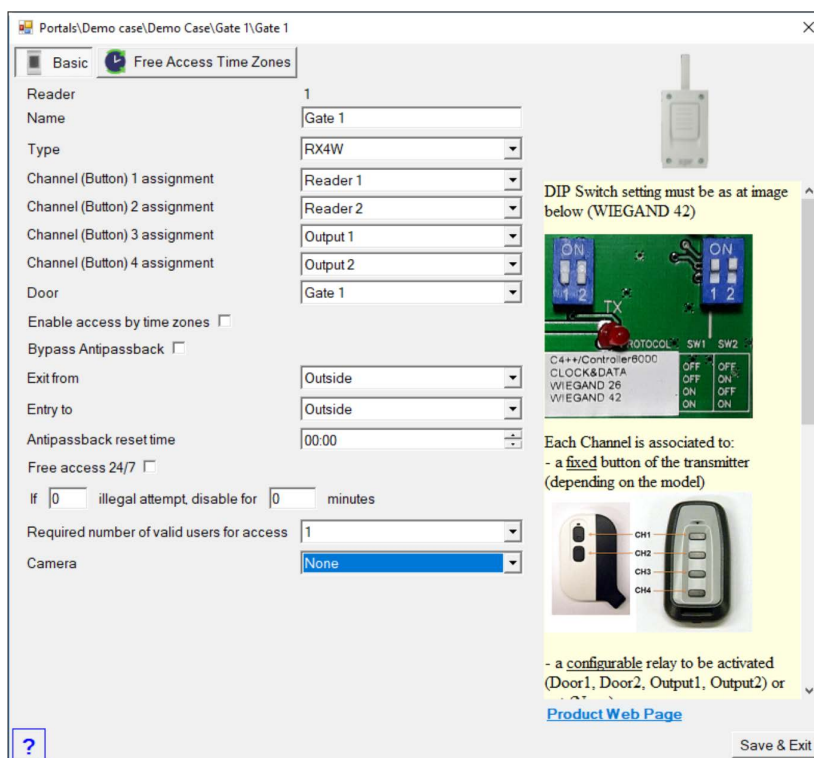 Portals\Demo case\Demo Case\Gate 1\Gate 1
Basic
Free Access Time Zones
Reader 1
Name Gate 1
Type RX4W
Channel (Button) 1 assignment Reader 1
Channel (Button) 2 assignment Reader 2
Channel (Button) 3 assignment Output 1
Channel (Button) 4 assignment Output 2
Door Gate 1
Enable access by time zones
Bypass Antipassback
Exit from Outside
Entry to Outside
Antipassback reset time 00:00
Free access 24/7
If 0 illegal attempt, disable for 0 minutes
Required number of valid users for access 1
Camera None
DIP Switch setting must be as at image
below (WIEGAND 42)
ON ON
1 2 1 2
TX
PROTOCOL SW1 SW2
C4++/Controller6000 OFF OFF
CLOCK&DATA OFF ON
WIEGAND 26 ON OFF
WIEGAND 42 ON ON
Each Channel is associated to:
- a fixed button of the transmitter
(depending on the model)
CH1
CH2
CH3
CH4
- a configurable relay to be activated
(Door1, Door2, Output1, Output2) or
Product Web Page
?
Save & Exit